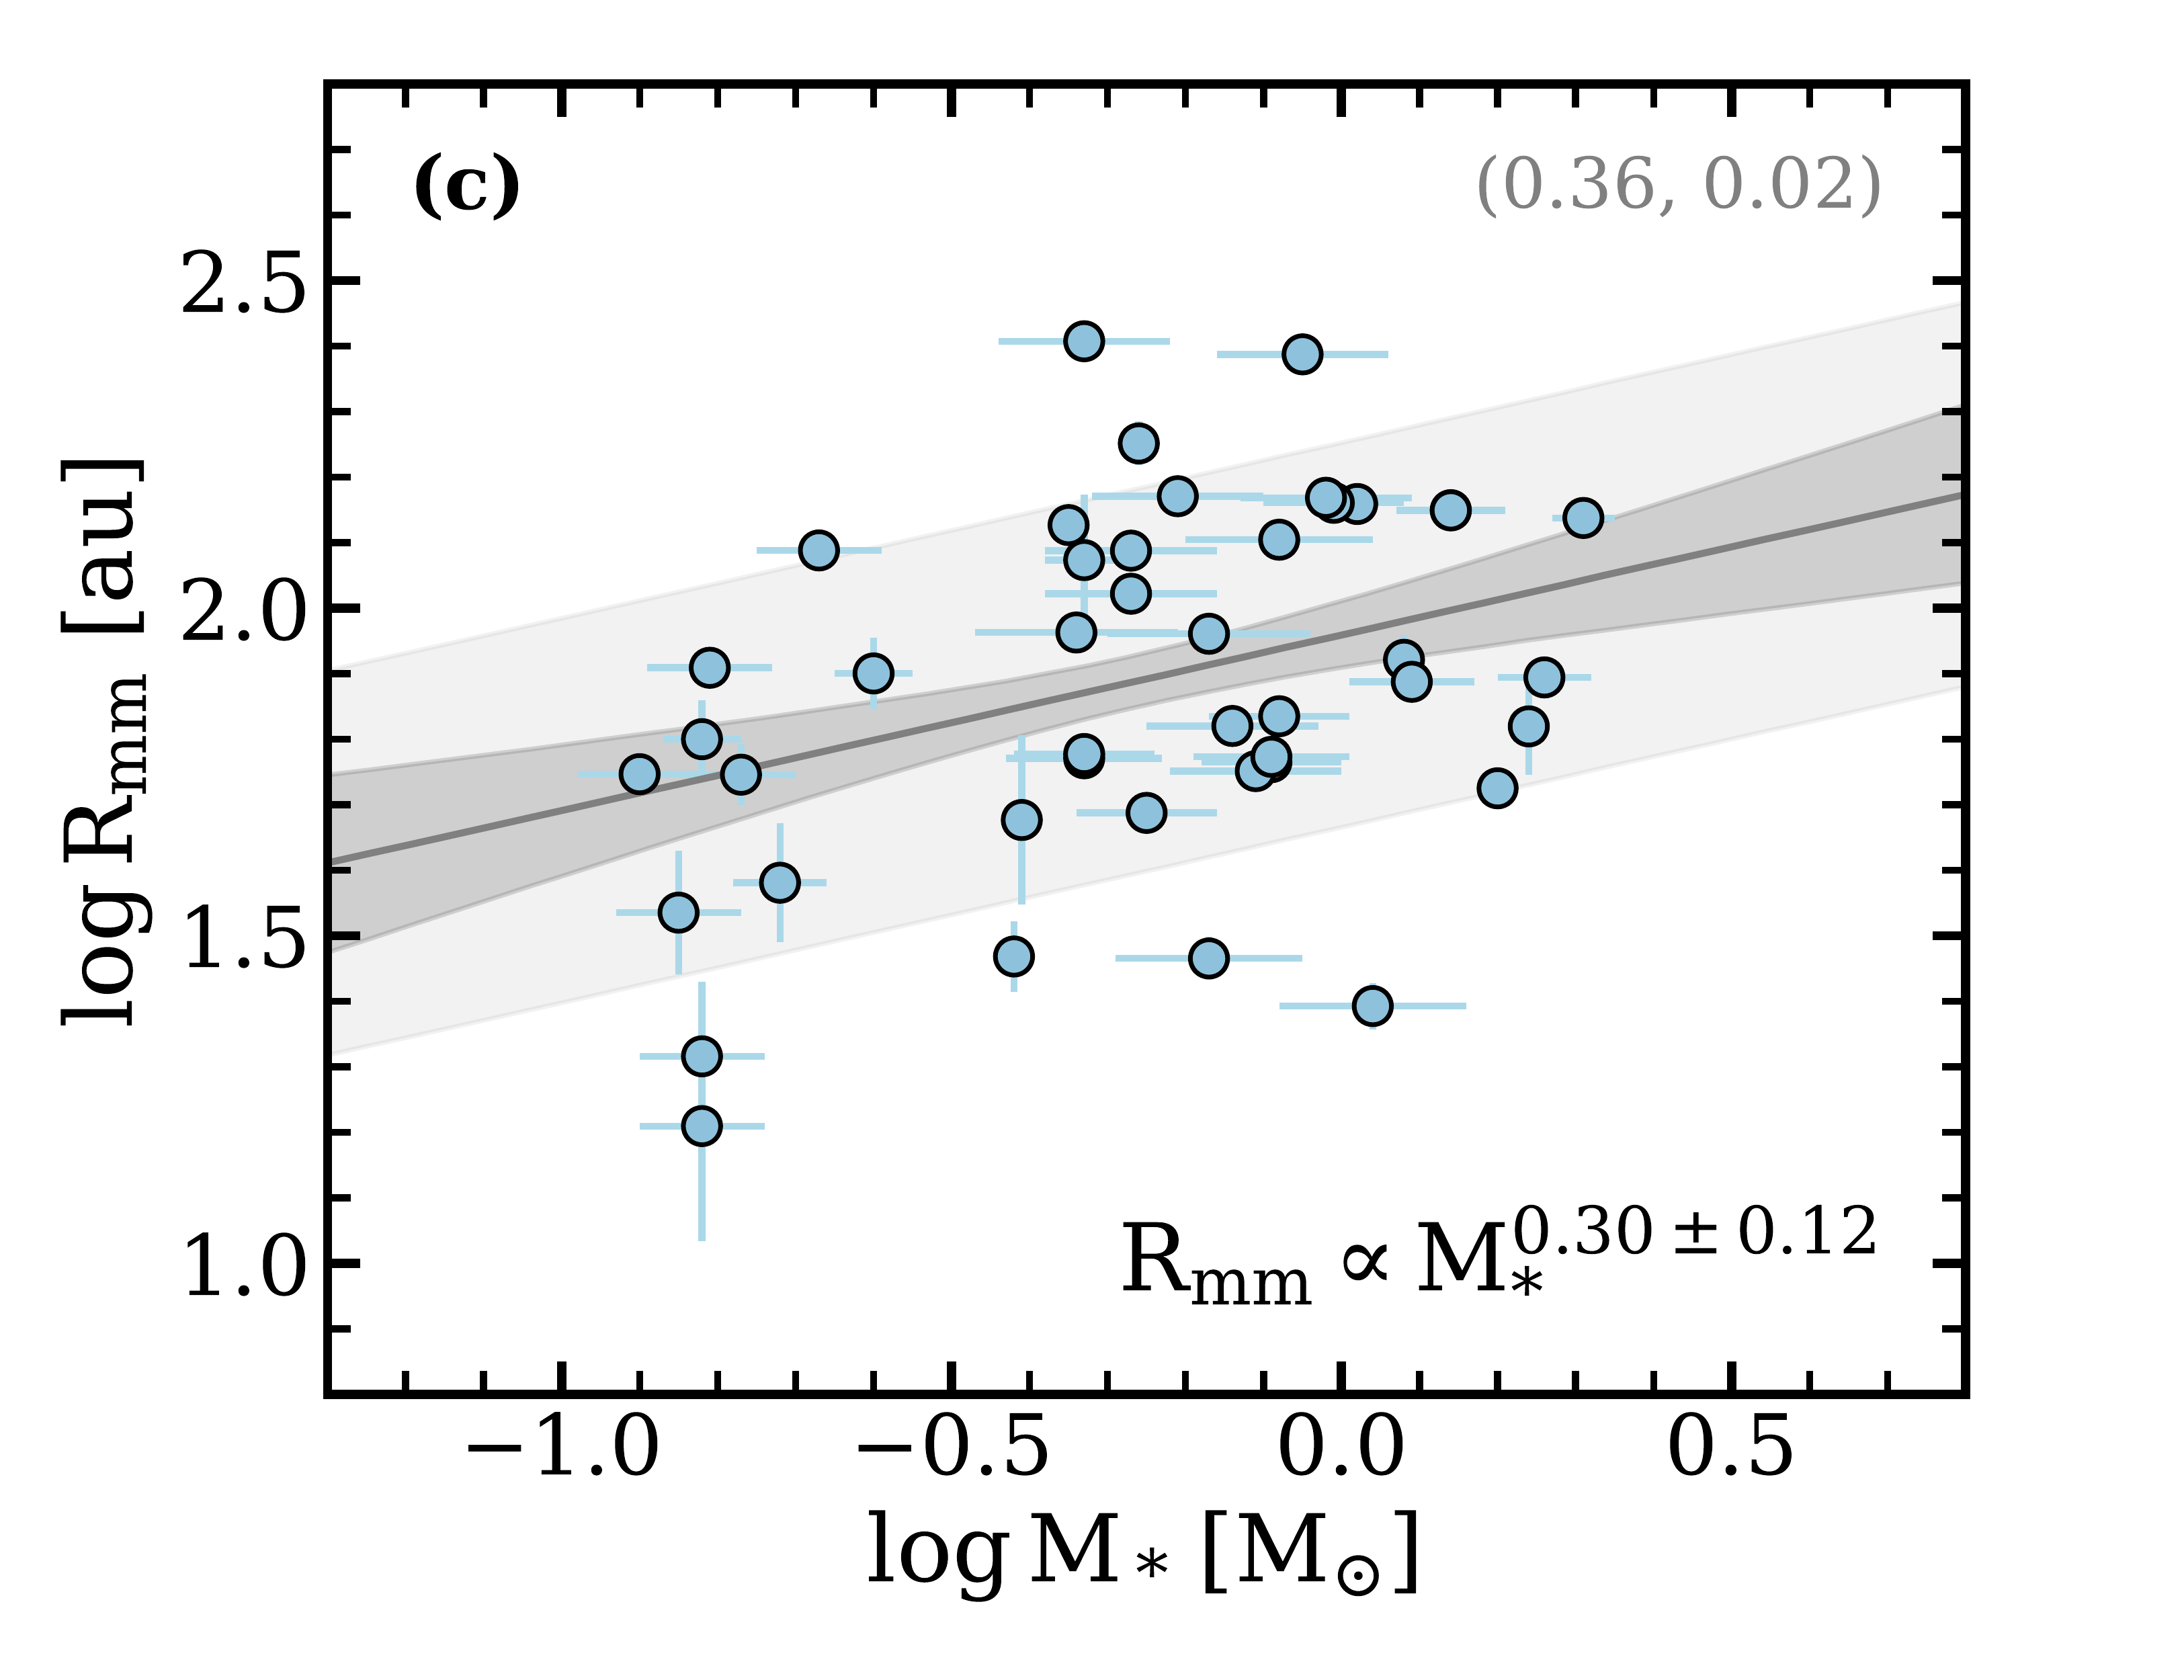 (c)
(0.36, 0.02)
2.5
2.0
1.5
1.0
log R_mm [au]
R_mm ∝ M_*^{0.30 ± 0.12}
−1.0 −0.5 0.0 0.5
log M_* [M_⊙]